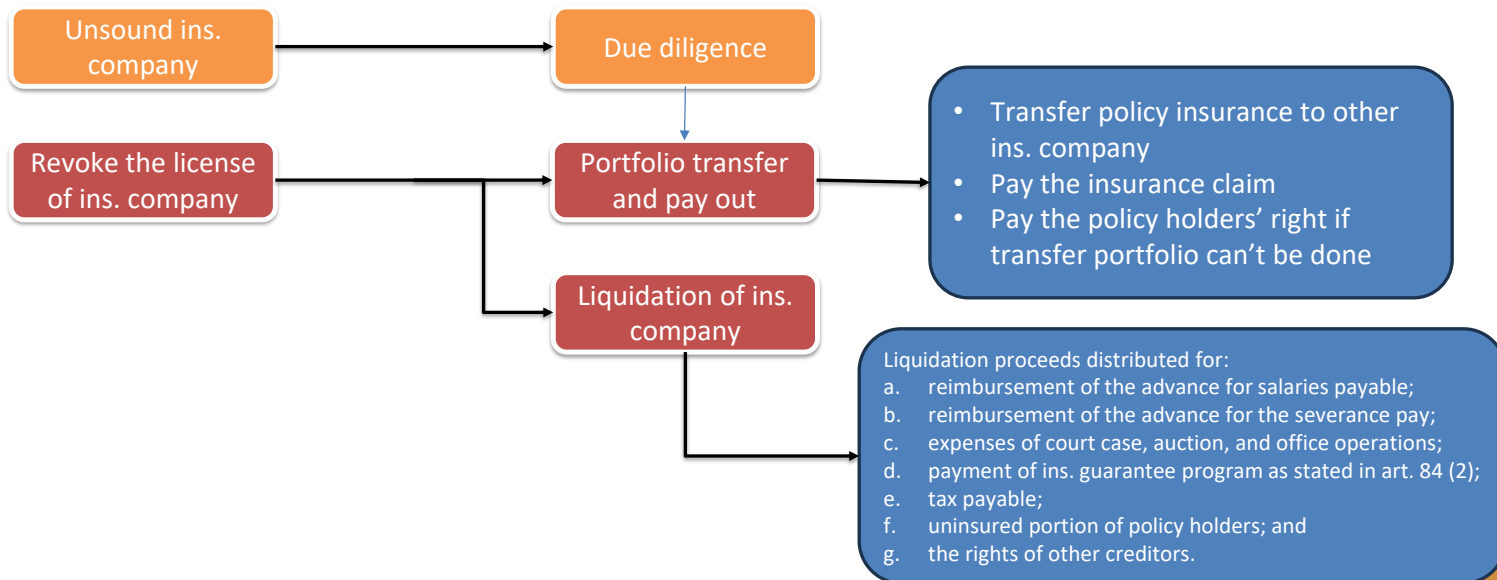 Unsound ins.
company
Due diligence
Revoke the license
of ins. company
Portfolio transfer
and pay out
• Transfer policy insurance to other
ins. company
• Pay the insurance claim
• Pay the policy holders’ right if
transfer portfolio can’t be done
Liquidation of ins.
company
Liquidation proceeds distributed for:
a. reimbursement of the advance for salaries payable;
b. reimbursement of the advance for the severance pay;
c. expenses of court case, auction, and office operations;
d. payment of ins. guarantee program as stated in art. 84 (2);
e. tax payable;
f. uninsured portion of policy holders; and
g. the rights of other creditors.